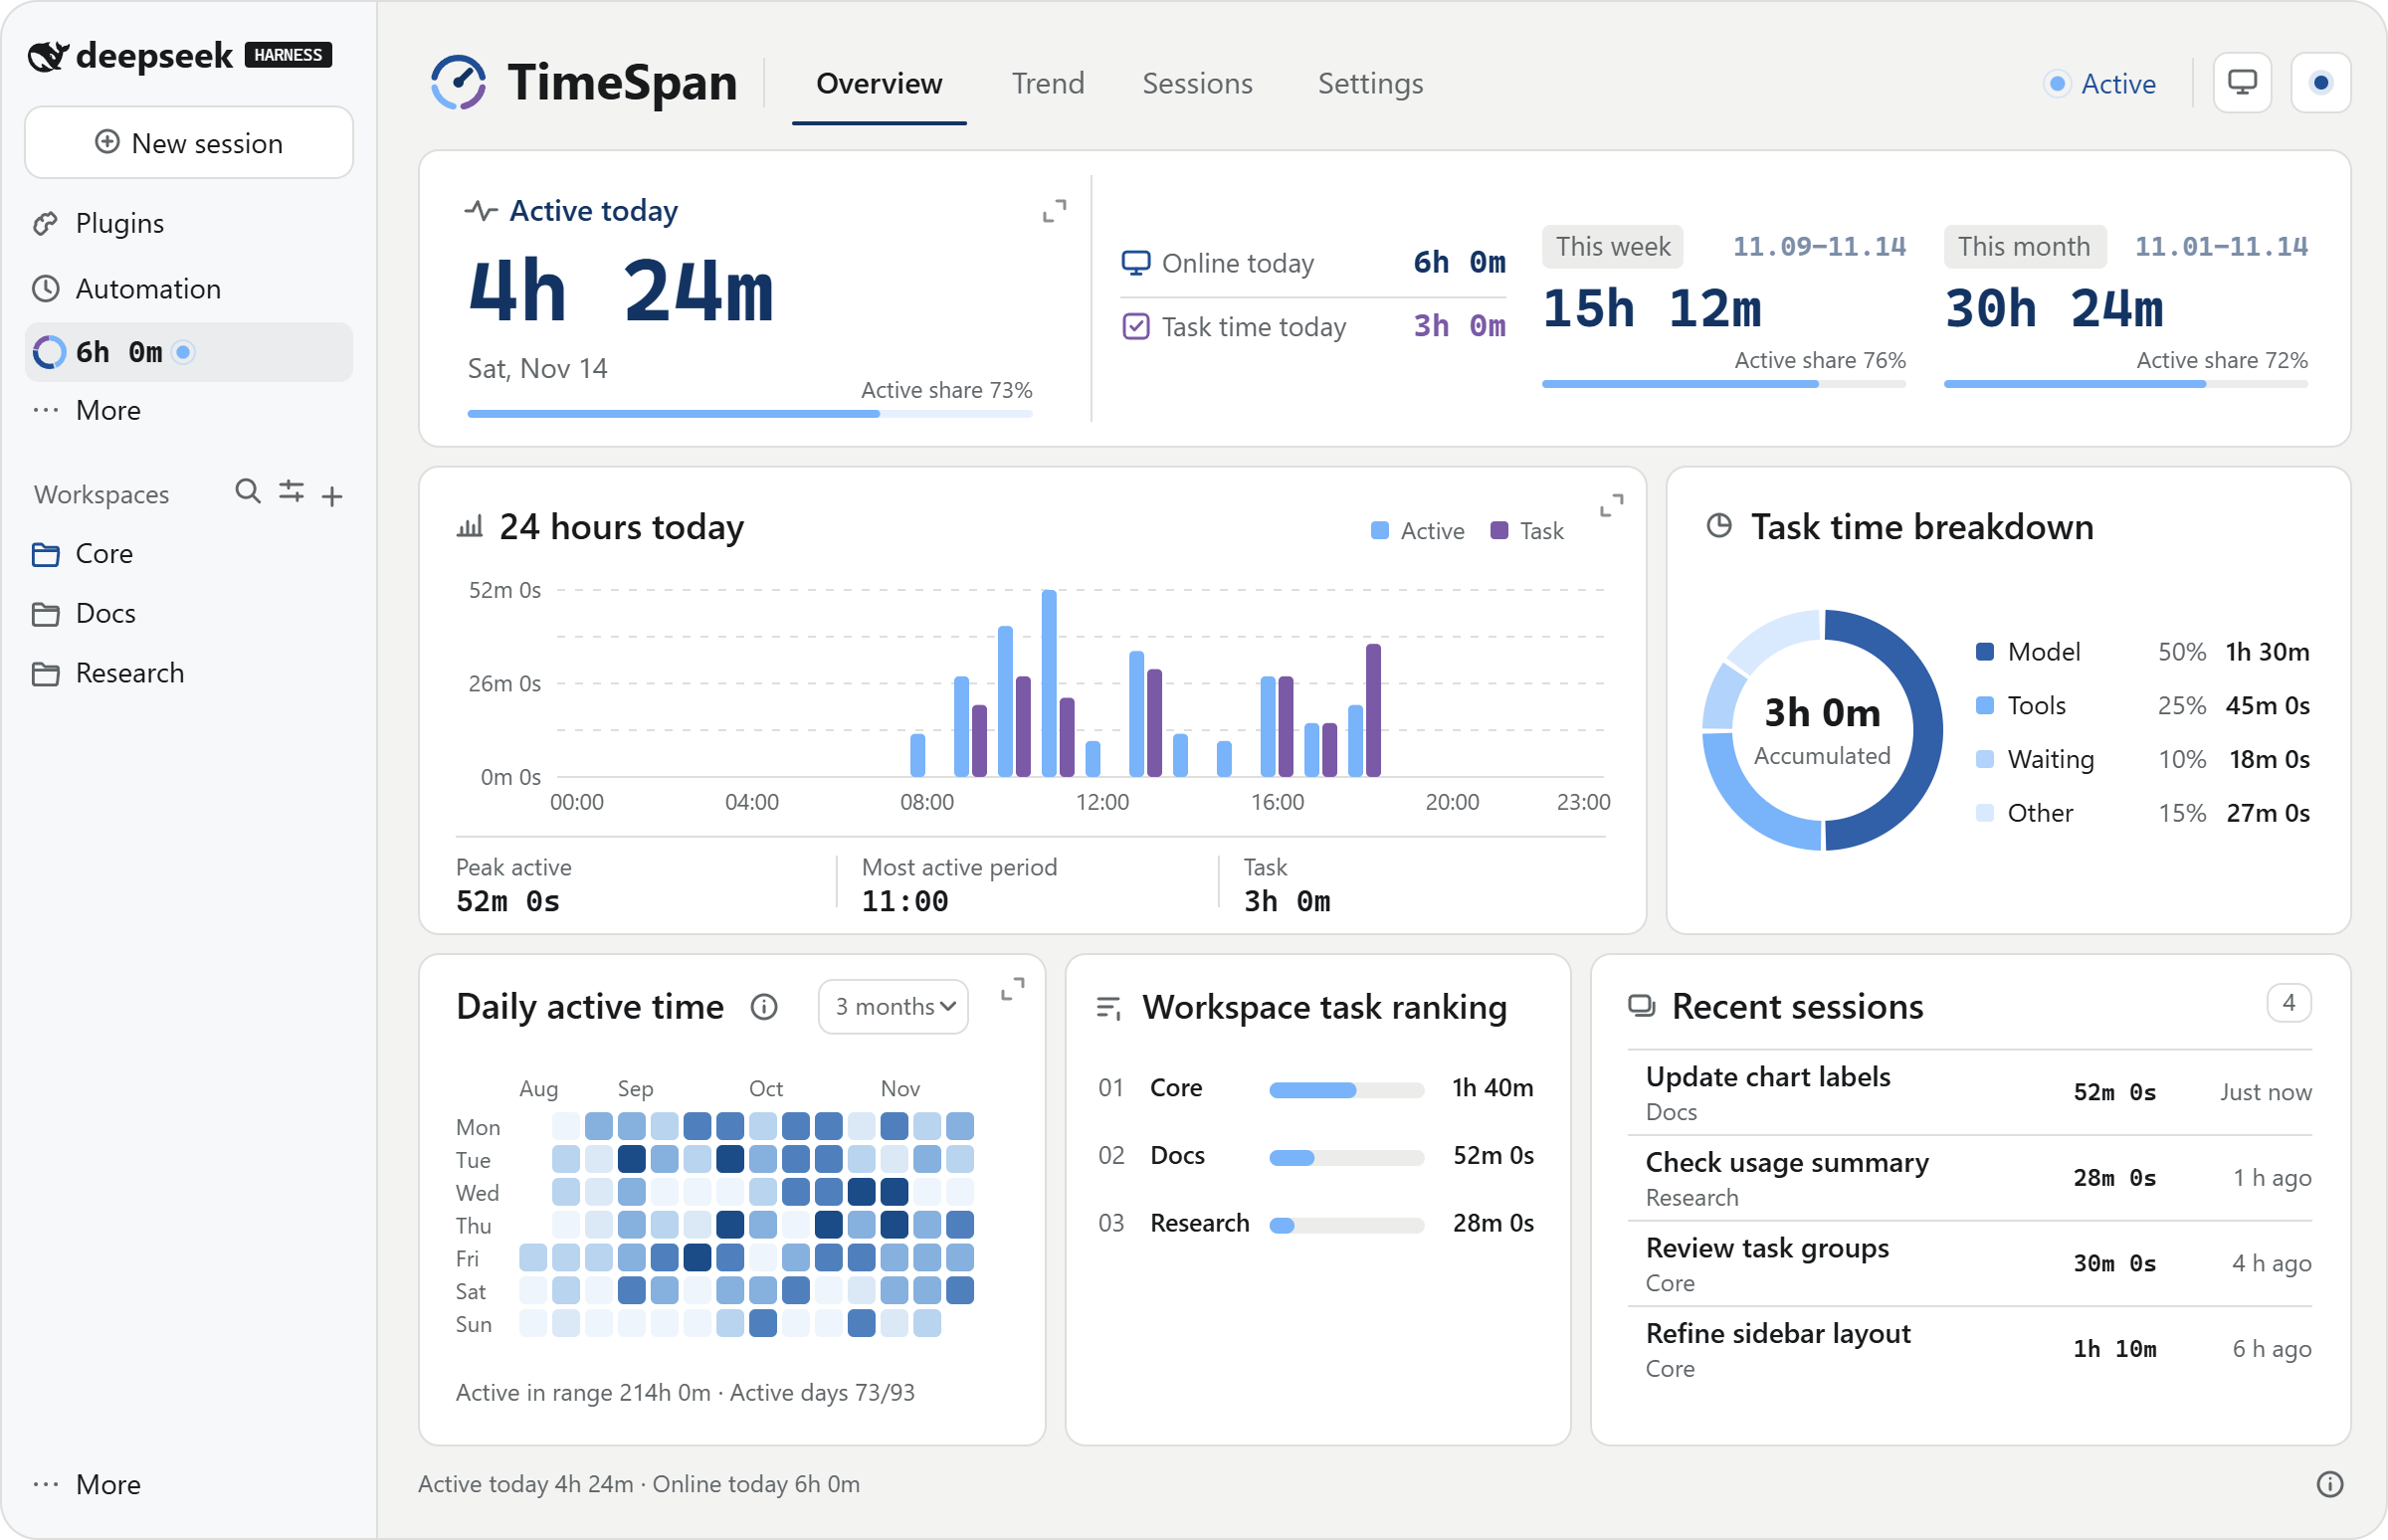 deepseek HARNESS
New session
Plugins
Automation
6h 0m
More
Workspaces
Core
Docs
Research
More
TimeSpan
Overview
Trend
Sessions
Settings
Active
Active today
4h 24m
Sat, Nov 14
Active share 73%
Online today 6h 0m
Task time today 3h 0m
This week 11.09–11.14
15h 12m
Active share 76%
This month 11.01–11.14
30h 24m
Active share 72%
24 hours today
Active Task
52m 0s
26m 0s
0m 0s
00:00 04:00 08:00 12:00 16:00 20:00 23:00
Peak active
52m 0s
Most active period
11:00
Task
3h 0m
Task time breakdown
3h 0m
Accumulated
Model 50% 1h 30m
Tools 25% 45m 0s
Waiting 10% 18m 0s
Other 15% 27m 0s
Daily active time
3 months
Aug Sep Oct Nov
Mon
Tue
Wed
Thu
Fri
Sat
Sun
Active in range 214h 0m · Active days 73/93
Workspace task ranking
01 Core 1h 40m
02 Docs 52m 0s
03 Research 28m 0s
Recent sessions 4
Update chart labels
Docs
52m 0s Just now
Check usage summary
Research
28m 0s 1 h ago
Review task groups
Core
30m 0s 4 h ago
Refine sidebar layout
Core
1h 10m 6 h ago
Active today 4h 24m · Online today 6h 0m